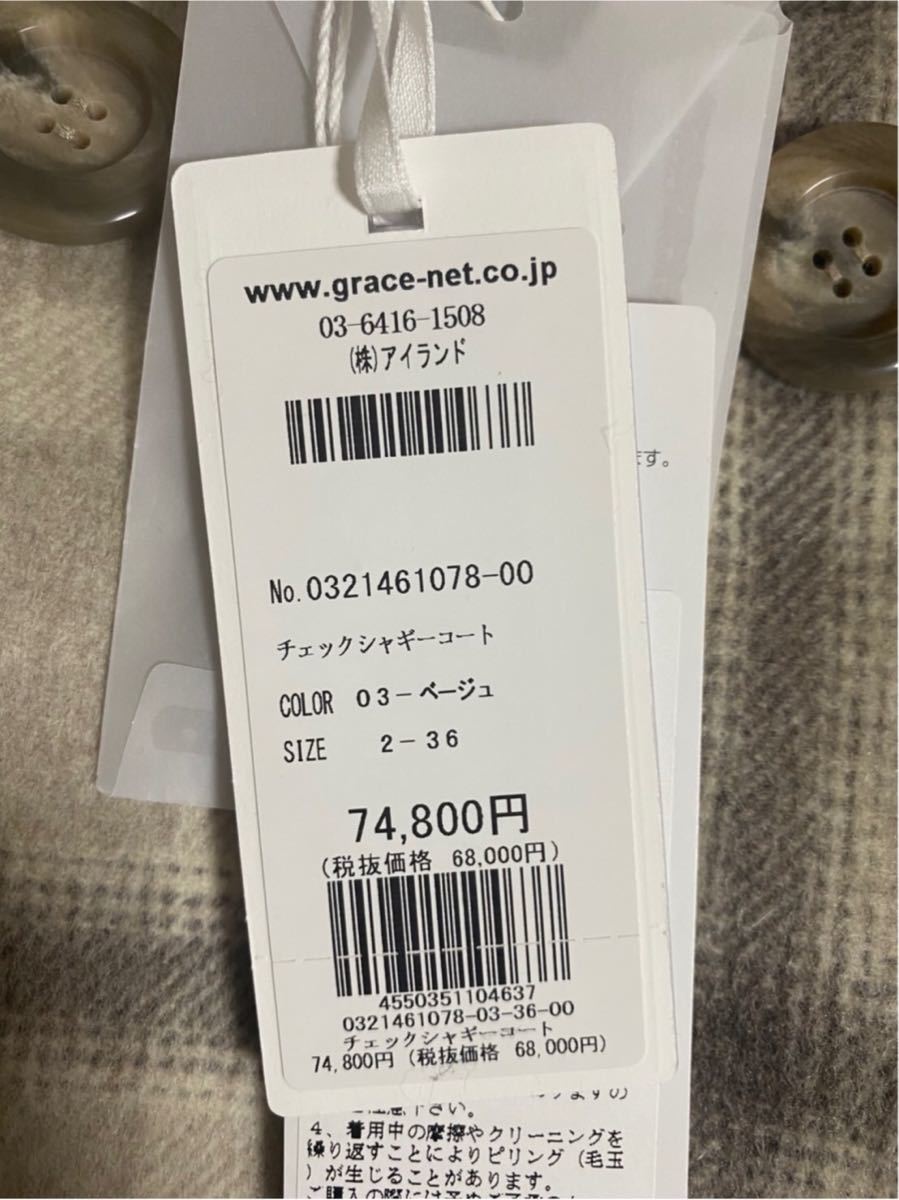 www.grace-net.co.jp
03-6416-1508
(株)アイランド
No.0321461078-00
チェックシャギーコート
COLOR 03-ベージュ
SIZE 2-36
74,800円
(税抜価格 68,000円)
4550351104637
0321461078-03-36-00
チェックシャギーコート
74,800円 (税抜価格 68,000円)
ます。
下さい。
4、着用中の摩擦やクリーニングを
繰り返すことによりピリング (毛玉
)が生じることがあります。